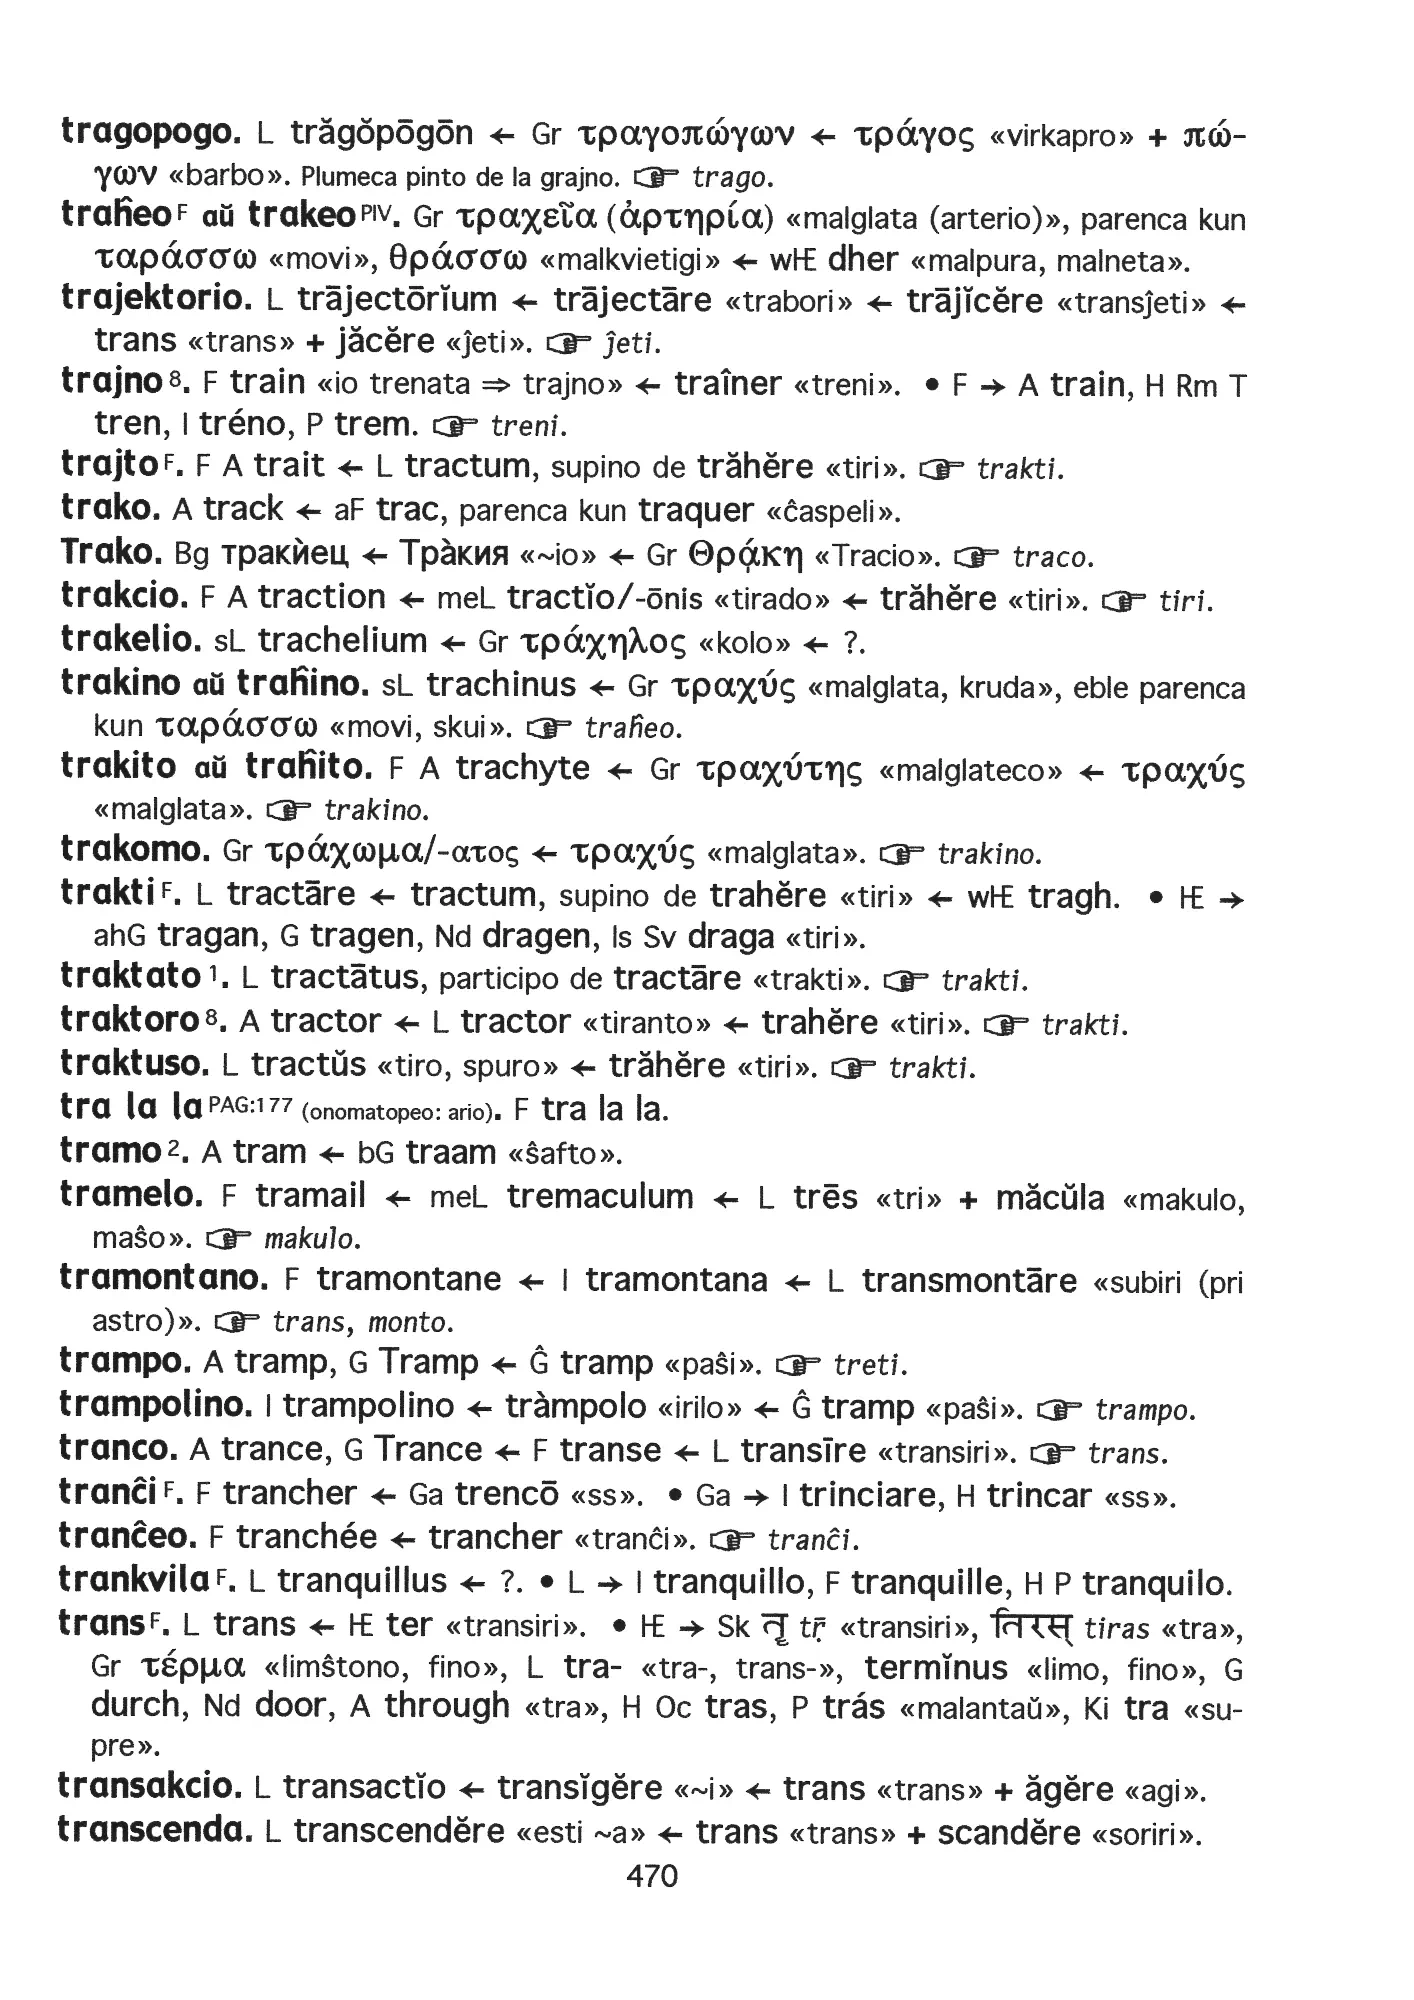 tragopogo. L trăgŏpōgōn ← Gr τραγοπώγων ← τράγος «virkapro» + πώ-
γων «barbo». Plumeca pinto de la grajno. ☞ trago.
traĥeo F aŭ trakeo PIV. Gr τραχεῖα (ἀρτηρία) «malglata (arterio)», parenca kun
ταράσσω «movi», θράσσω «malkvietigi» ← wƗE dher «malpura, malneta».
trajektorio. L trājectōrĭum ← trājectāre «trabori» ← trājĭcĕre «transĵeti» ←
trans «trans» + jăcĕre «ĵeti». ☞ ĵeti.
trajno 8. F train «io trenata ⇒ trajno» ← traîner «treni». • F → A train, H Rm T
tren, I tréno, P trem. ☞ treni.
trajto F. F A trait ← L tractum, supino de trăhĕre «tiri». ☞ trakti.
trako. A track ← aF trac, parenca kun traquer «ĉaspeli».
Trako. Bg тракѝец ← Трàкия «~io» ← Gr Θρᾴκη «Tracio». ☞ traco.
trakcio. F A traction ← meL tractĭo/-ōnis «tirado» ← trăhĕre «tiri». ☞ tiri.
trakelio. sL trachelium ← Gr τράχηλος «kolo» ← ?.
trakino aŭ traĥino. sL trachinus ← Gr τραχύς «malglata, kruda», eble parenca
kun ταράσσω «movi, skui». ☞ traĥeo.
trakito aŭ traĥito. F A trachyte ← Gr τραχύτης «malglateco» ← τραχύς
«malglata». ☞ trakino.
trakomo. Gr τράχωμα/-ατος ← τραχύς «malglata». ☞ trakino.
trakti F. L tractāre ← tractum, supino de trahĕre «tiri» ← wƗE tragh. • ƗE →
ahG tragan, G tragen, Nd dragen, Is Sv draga «tiri».
traktato 1. L tractātus, participo de tractāre «trakti». ☞ trakti.
traktoro 8. A tractor ← L tractor «tiranto» ← trahĕre «tiri». ☞ trakti.
traktuso. L tractŭs «tiro, spuro» ← trăhĕre «tiri». ☞ trakti.
tra la la PAG:177 (onomatopeo: ario). F tra la la.
tramo 2. A tram ← bG traam «ŝafto».
tramelo. F tramail ← meL tremaculum ← L trēs «tri» + măcŭla «makulo,
maŝo». ☞ makulo.
tramontano. F tramontane ← I tramontana ← L transmontāre «subiri (pri
astro)». ☞ trans, monto.
trampo. A tramp, G Tramp ← Ĝ tramp «paŝi». ☞ treti.
trampolino. I trampolino ← tràmpolo «irilo» ← Ĝ tramp «paŝi». ☞ trampo.
tranco. A trance, G Trance ← F transe ← L transīre «transiri». ☞ trans.
tranĉi F. F trancher ← Ga trencō «ss». • Ga → I trinciare, H trincar «ss».
tranĉeo. F tranchée ← trancher «tranĉi». ☞ tranĉi.
trankvila F. L tranquillus ← ?. • L → I tranquillo, F tranquille, H P tranquilo.
trans F. L trans ← ƗE ter «transiri». • ƗE → Sk तॄ tṝ «transiri», तिरस् tiras «tra»,
Gr τέρμα «limŝtono, fino», L tra- «tra-, trans-», termĭnus «limo, fino», G
durch, Nd door, A through «tra», H Oc tras, P trás «malantaŭ», Ki tra «su-
pre».
transakcio. L transactĭo ← transĭgĕre «~i» ← trans «trans» + ăgĕre «agi».
transcenda. L transcendĕre «esti ~a» ← trans «trans» + scandĕre «soriri».
470